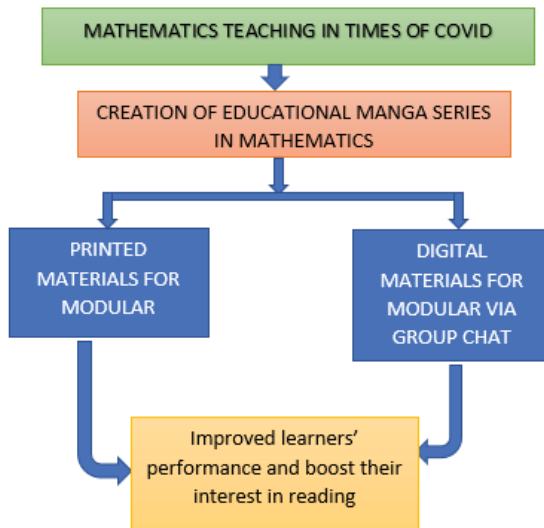 MATHEMATICS TEACHING IN TIMES OF COVID
CREATION OF EDUCATIONAL MANGA SERIES
IN MATHEMATICS
PRINTED
MATERIALS FOR
MODULAR
DIGITAL
MATERIALS FOR
MODULAR VIA
GROUP CHAT
Improved learners’
performance and boost their
interest in reading